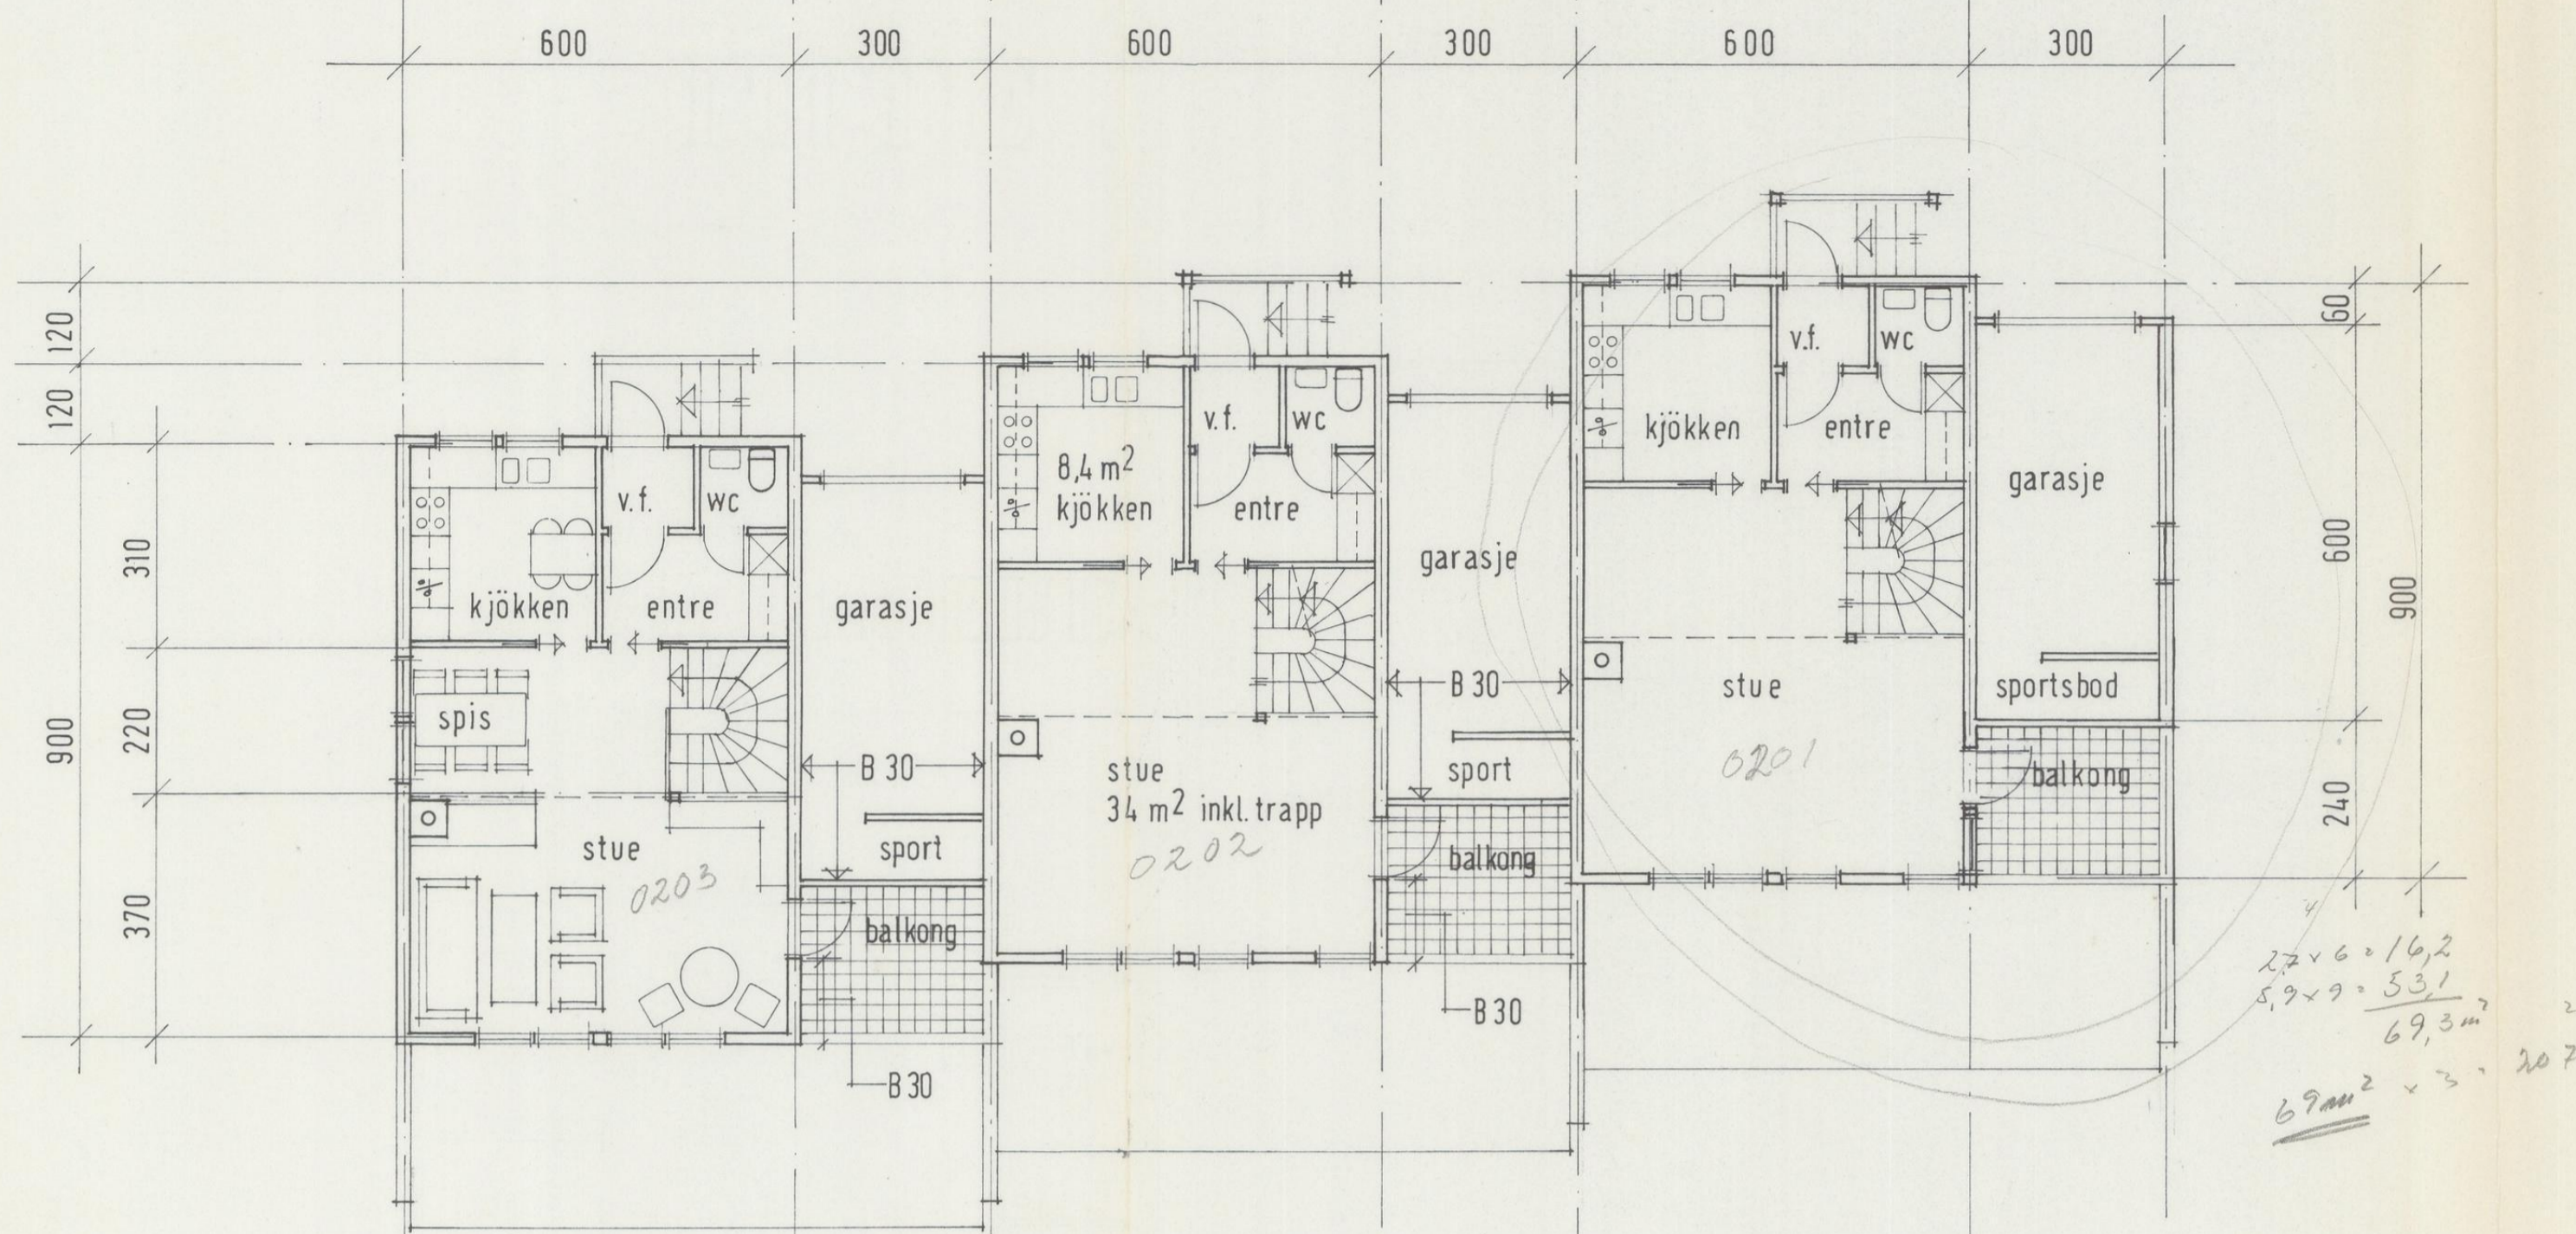 600 300 600 300 600 300
120
120
310
220
370
900
60
600
240
900
kjökken
v.f.
wc
entre
spis
stue
0203
garasje
B 30
sport
balkong
B 30
8,4 m2
kjökken
v.f.
wc
entre
stue
34 m2 inkl. trapp
0202
garasje
B 30
sport
balkong
B 30
kjökken
v.f.
wc
entre
stue
0201
garasje
sportsbod
balkong
2,7 x 6 = 16,2
5,9 x 9 = 53,1
69,3 m2
69 m2 x 3 = 207